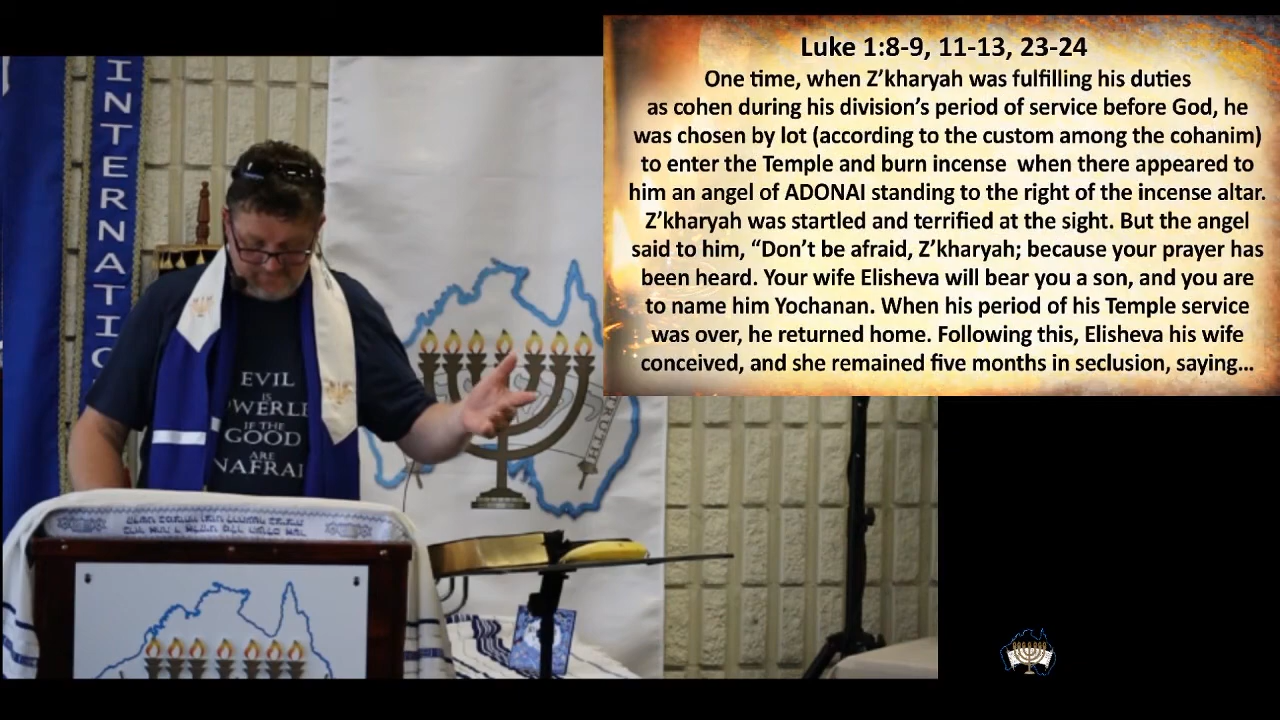 Luke 1:8-9, 11-13, 23-24
One time, when Z’kharyah was fulfilling his duties
as cohen during his division’s period of service before God, he
was chosen by lot (according to the custom among the cohanim)
to enter the Temple and burn incense  when there appeared to
him an angel of ADONAI standing to the right of the incense altar.
Z’kharyah was startled and terrified at the sight. But the angel
said to him, “Don’t be afraid, Z’kharyah; because your prayer has
been heard. Your wife Elisheva will bear you a son, and you are
to name him Yochanan. When his period of his Temple service
was over, he returned home. Following this, Elisheva his wife
conceived, and she remained five months in seclusion, saying…
INTERNATIO
EVIL
IS
OWERLE
IF THE
GOOD
ARE
NAFRAI
TRUTH